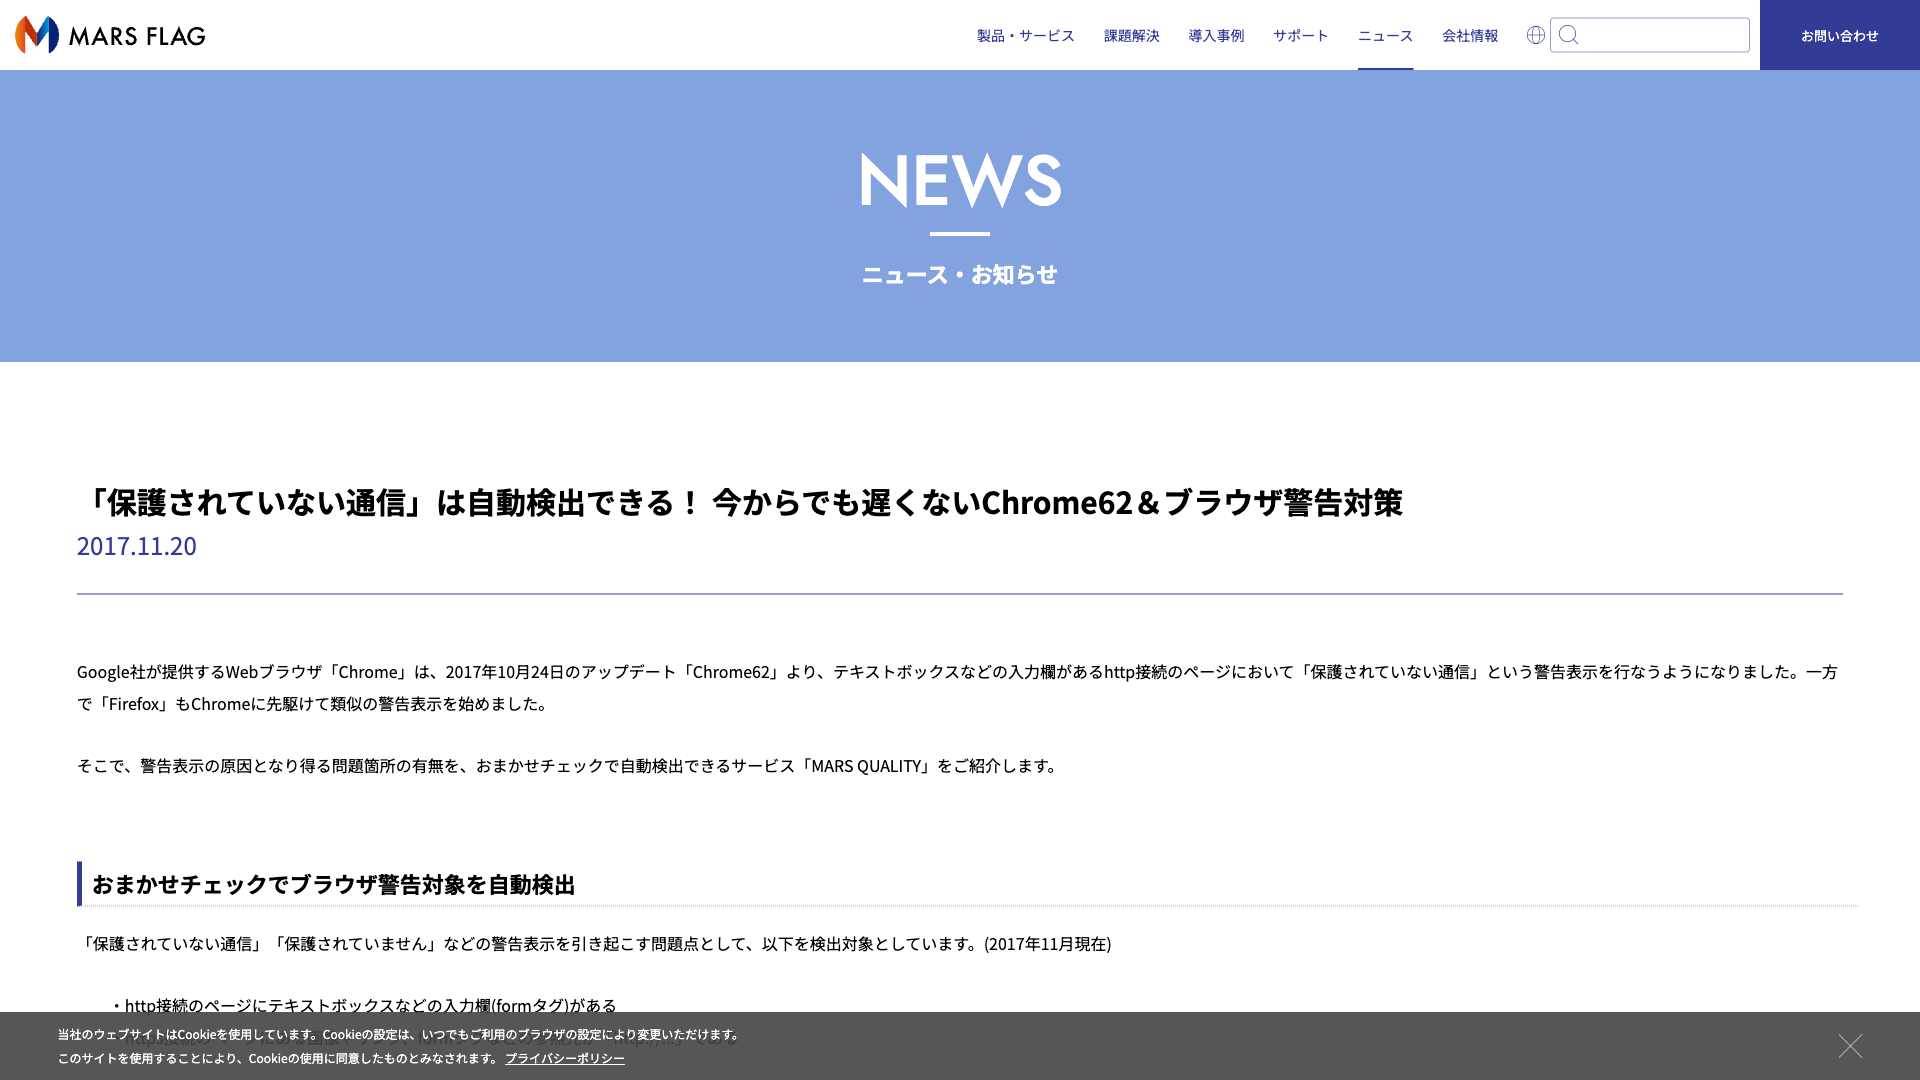 MARS FLAG
製品・サービス 課題解決 導入事例 サポート ニュース 会社情報 お問い合わせ
NEWS
ニュース・お知らせ
「保護されていない通信」は自動検出できる！ 今からでも遅くないChrome62＆ブラウザ警告対策
2017.11.20
Google社が提供するWebブラウザ「Chrome」は、2017年10月24日のアップデート「Chrome62」より、テキストボックスなどの入力欄があるhttp接続のページにおいて「保護されていない通信」という警告表示を行なうようになりました。一方
で「Firefox」もChromeに先駆けて類似の警告表示を始めました。
そこで、警告表示の原因となり得る問題箇所の有無を、おまかせチェックで自動検出できるサービス「MARS QUALITY」をご紹介します。
おまかせチェックでブラウザ警告対象を自動検出
「保護されていない通信」「保護されていません」などの警告表示を引き起こす問題点として、以下を検出対象としています。(2017年11月現在)
・http接続のページにテキストボックスなどの入力欄(formタグ)がある
当社のウェブサイトはCookieを使用しています。Cookieの設定は、いつでもご利用のブラウザの設定により変更いただけます。
このサイトを使用することにより、Cookieの使用に同意したものとみなされます。 プライバシーポリシー